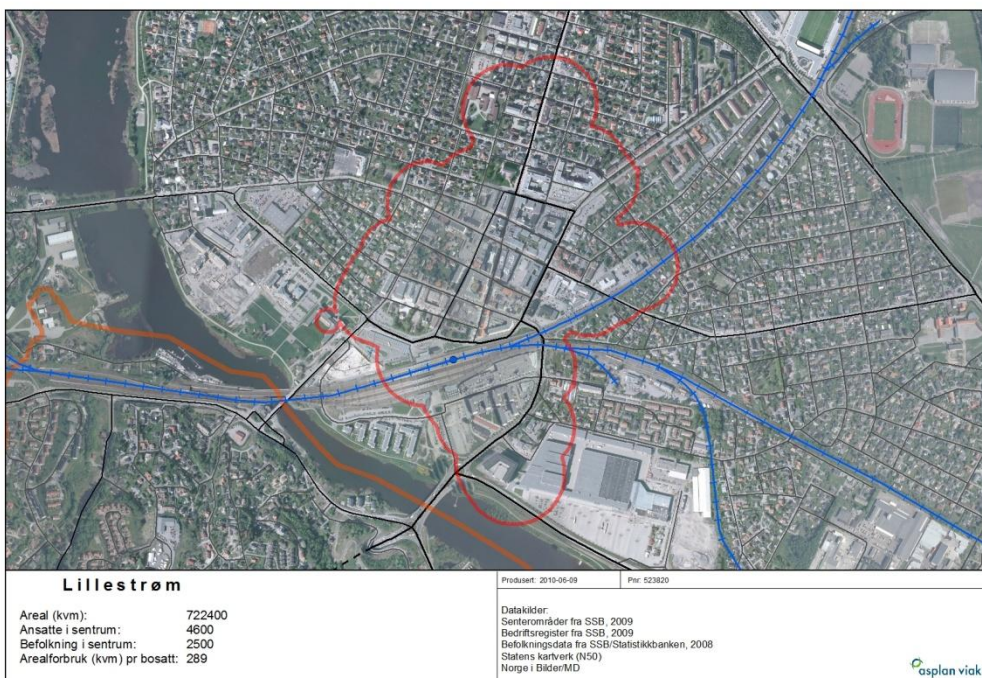 Lillestrøm
Areal (kvm): 722400
Ansatte i sentrum: 4600
Befolkning i sentrum: 2500
Arealforbruk (kvm) pr bosatt: 289
Produsert: 2010-06-09 Pnr: 523820
Datakilder:
Senterområder fra SSB, 2009
Bedriftsregister fra SSB, 2009
Befolkningsdata fra SSB/Statistikkbanken, 2008
Statens kartverk (N50)
Norge i Bilder/MD
asplan viak